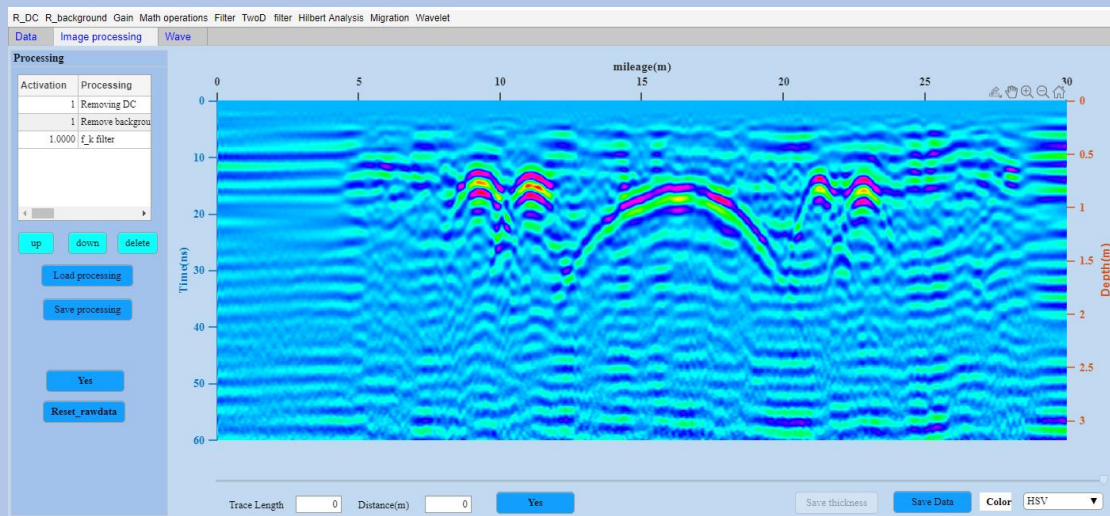 R_DC R_background Gain Math operations Filter TwoD filter Hilbert Analysis Migration Wavelet
Data Image processing Wave
Processing
Activation Processing
1 Removing DC
1 Remove backgrou
1.0000 f_k filter
up down delete
Load processing
Save processing
Yes
Reset_rawdata
mileage(m)
0 5 10 15 20 25 30
Time(ns)
0
10
20
30
40
50
60
Depth(m)
0
0.5
1
1.5
2
2.5
3
Trace Length 0 Distance(m) 0 Yes Save thickness Save Data Color HSV